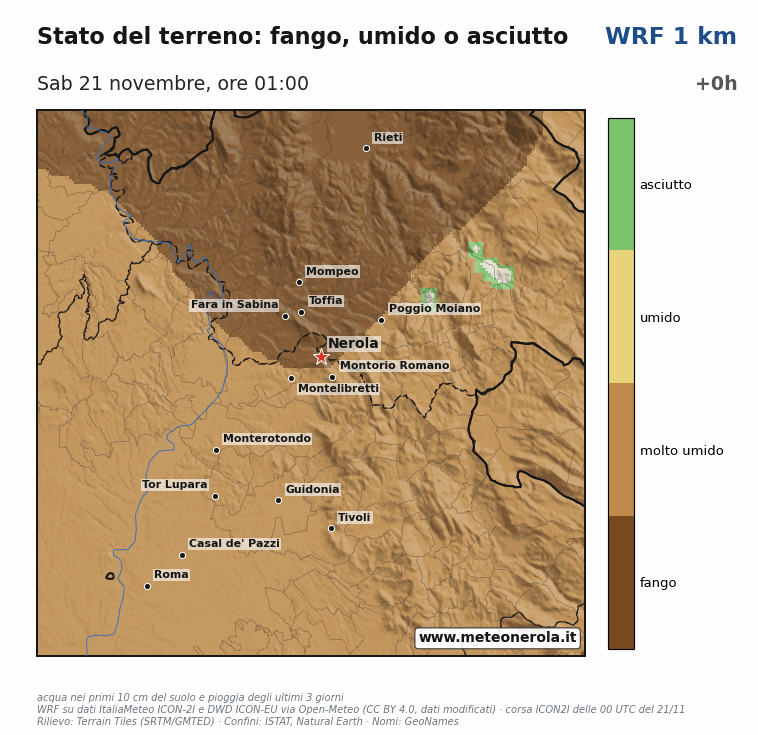 Stato del terreno: fango, umido o asciutto
WRF 1 km
Sab 21 novembre, ore 01:00
+0h
Rieti
Mompeo
Toffia
Fara in Sabina
Poggio Moiano
Nerola
Montorio Romano
Montelibretti
Monterotondo
Tor Lupara
Guidonia
Tivoli
Casal de' Pazzi
Roma
www.meteonerola.it
asciutto
umido
molto umido
fango
acqua nei primi 10 cm del suolo e pioggia degli ultimi 3 giorni
WRF su dati ItaliaMeteo ICON-2I e DWD ICON-EU via Open-Meteo (CC BY 4.0, dati modificati) · corsa ICON2I delle 00 UTC del 21/11
Rilievo: Terrain Tiles (SRTM/GMTED) · Confini: ISTAT, Natural Earth · Nomi: GeoNames